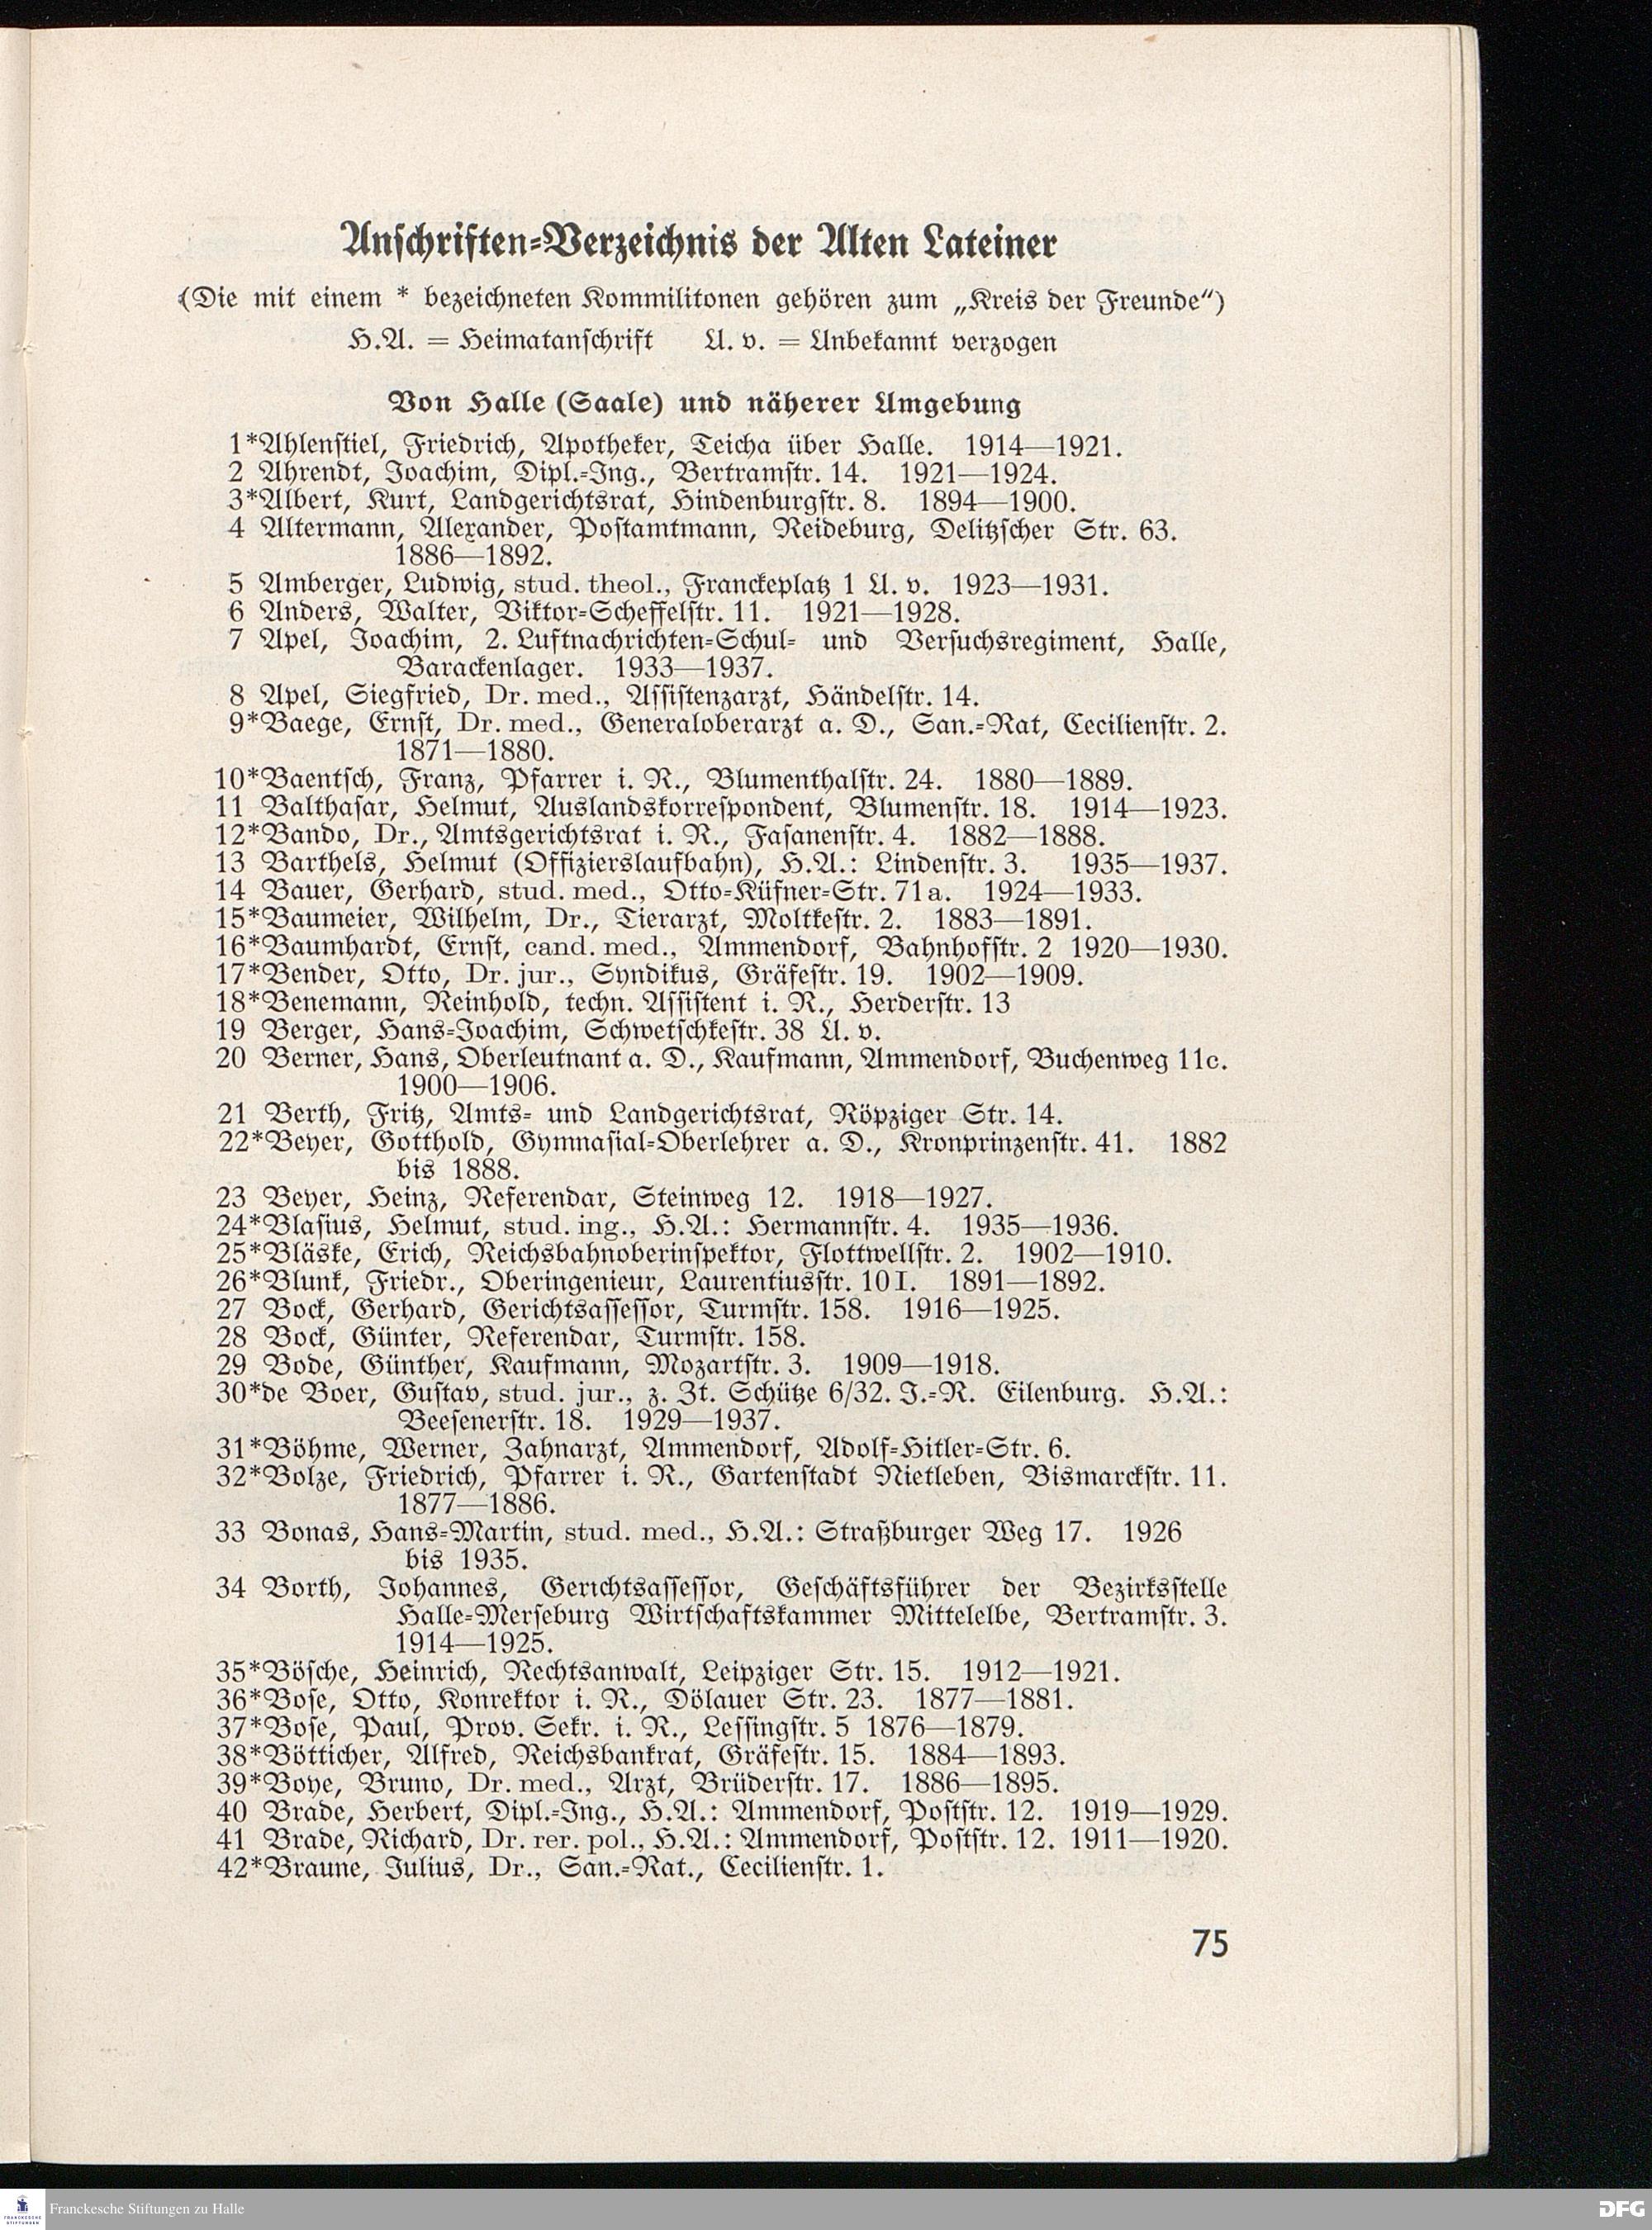 Anschriften-Verzeichnis der Alten Lateiner
(Die mit einem * bezeichneten Kommilitonen gehören zum „Kreis der Freunde“)
H.A. = Heimatanschrift U. v. = Unbekannt verzogen
Von Halle (Saale) und näherer Umgebung
1*Ahlenstiel, Friedrich, Apotheker, Teicha über Halle. 1914—1921.
2 Ahrendt, Joachim, Dipl.-Ing., Bertramstr. 14. 1921—1924.
3*Albert, Kurt, Landgerichtsrat, Hindenburgstr. 8. 1894—1900.
4 Altermann, Alexander, Postamtmann, Reideburg, Delitzscher Str. 63.
1886—1892.
5 Amberger, Ludwig, stud. theol., Franckeplatz 1 U. v. 1923—1931.
6 Anders, Walter, Viktor-Scheffelstr. 11. 1921—1928.
7 Apel, Joachim, 2. Luftnachrichten-Schul- und Versuchsregiment, Halle,
Barackenlager. 1933—1937.
8 Apel, Siegfried, Dr. med., Assistenzarzt, Händelstr. 14.
9*Baege, Ernst, Dr. med., Generaloberarzt a. D., San.-Rat, Cecilienstr. 2.
1871—1880.
10*Baentsch, Franz, Pfarrer i. R., Blumenthalstr. 24. 1880—1889.
11 Balthasar, Helmut, Auslandskorrespondent, Blumenstr. 18. 1914—1923.
12*Bando, Dr., Amtsgerichtsrat i. R., Fasanenstr. 4. 1882—1888.
13 Barthels, Helmut (Offizierslaufbahn), H.A.: Lindenstr. 3. 1935—1937.
14 Bauer, Gerhard, stud. med., Otto-Küfner-Str. 71a. 1924—1933.
15*Baumeier, Wilhelm, Dr., Tierarzt, Moltkestr. 2. 1883—1891.
16*Baumhardt, Ernst, cand. med., Ammendorf, Bahnhofstr. 2 1920—1930.
17*Bender, Otto, Dr. jur., Syndikus, Gräfestr. 19. 1902—1909.
18*Benemann, Reinhold, techn. Assistent i. R., Herderstr. 13
19 Berger, Hans-Joachim, Schwetschkestr. 38 U. v.
20 Berner, Hans, Oberleutnant a. D., Kaufmann, Ammendorf, Buchenweg 11c.
1900—1906.
21 Berth, Fritz, Amts- und Landgerichtsrat, Röpziger Str. 14.
22*Beyer, Gotthold, Gymnasial-Oberlehrer a. D., Kronprinzenstr. 41. 1882
bis 1888.
23 Beyer, Heinz, Referendar, Steinweg 12. 1918—1927.
24*Blasius, Helmut, stud. ing., H.A.: Hermannstr. 4. 1935—1936.
25*Bläske, Erich, Reichsbahnoberinspektor, Flottwellstr. 2. 1902—1910.
26*Blunk, Friedr., Oberingenieur, Laurentiusstr. 10 I. 1891—1892.
27 Bock, Gerhard, Gerichtsassessor, Turmstr. 158. 1916—1925.
28 Bock, Günter, Referendar, Turmstr. 158.
29 Bode, Günther, Kaufmann, Mozartstr. 3. 1909—1918.
30*de Boer, Gustav, stud. jur., z. Zt. Schütze 6/32. J.-R. Eilenburg. H.A.:
Beesenerstr. 18. 1929—1937.
31*Böhme, Werner, Zahnarzt, Ammendorf, Adolf-Hitler-Str. 6.
32*Bolze, Friedrich, Pfarrer i. R., Gartenstadt Nietleben, Bismarckstr. 11.
1877—1886.
33 Bonas, Hans-Martin, stud. med., H.A.: Straßburger Weg 17. 1926
bis 1935.
34 Borth, Johannes, Gerichtsassessor, Geschäftsführer der Bezirksstelle
Halle-Merseburg Wirtschaftskammer Mittelelbe, Bertramstr. 3.
1914—1925.
35*Bösche, Heinrich, Rechtsanwalt, Leipziger Str. 15. 1912—1921.
36*Bose, Otto, Konrektor i. R., Dölauer Str. 23. 1877—1881.
37*Bose, Paul, Prov. Sekr. i. R., Lessingstr. 5 1876—1879.
38*Bötticher, Alfred, Reichsbankrat, Gräfestr. 15. 1884—1893.
39*Boye, Bruno, Dr. med., Arzt, Brüderstr. 17. 1886—1895.
40 Brade, Herbert, Dipl.-Ing., H.A.: Ammendorf, Poststr. 12. 1919—1929.
41 Brade, Richard, Dr. rer. pol., H.A.: Ammendorf, Poststr. 12. 1911—1920.
42*Braune, Julius, Dr., San.-Rat., Cecilienstr. 1.
75
FRANCKESCHE
STIFTUNGEN
Franckesche Stiftungen zu Halle
DFG